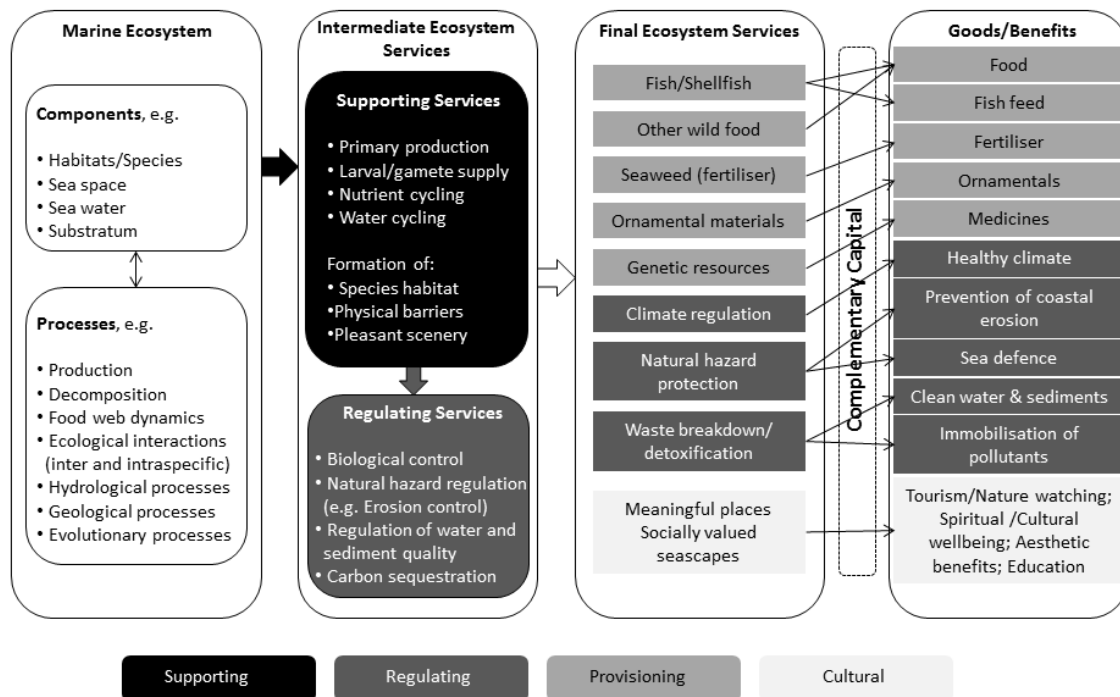 Marine Ecosystem
Components, e.g.
• Habitats/Species
• Sea space
• Sea water
• Substratum
Processes, e.g.
• Production
• Decomposition
• Food web dynamics
• Ecological interactions
(inter and intraspecific)
• Hydrological processes
• Geological processes
• Evolutionary processes
Intermediate Ecosystem
Services
Supporting Services
• Primary production
• Larval/gamete supply
• Nutrient cycling
• Water cycling
Formation of:
• Species habitat
•Physical barriers
•Pleasant scenery
Regulating Services
• Biological control
• Natural hazard regulation
(e.g. Erosion control)
• Regulation of water and
sediment quality
• Carbon sequestration
Final Ecosystem Services
Fish/Shellfish
Other wild food
Seaweed (fertiliser)
Ornamental materials
Genetic resources
Climate regulation
Natural hazard
protection
Waste breakdown/
detoxification
Meaningful places
Socially valued
seascapes
Complementary Capital
Goods/Benefits
Food
Fish feed
Fertiliser
Ornamentals
Medicines
Healthy climate
Prevention of coastal
erosion
Sea defence
Clean water & sediments
Immobilisation of
pollutants
Tourism/Nature watching;
Spiritual /Cultural
wellbeing; Aesthetic
benefits; Education
Supporting
Regulating
Provisioning
Cultural